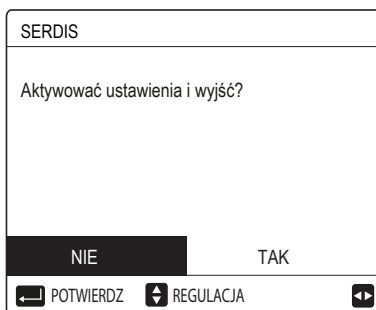 SERDIS
Aktywować ustawienia i wyjść?
NIE TAK
POTWIERDZ REGULACJA